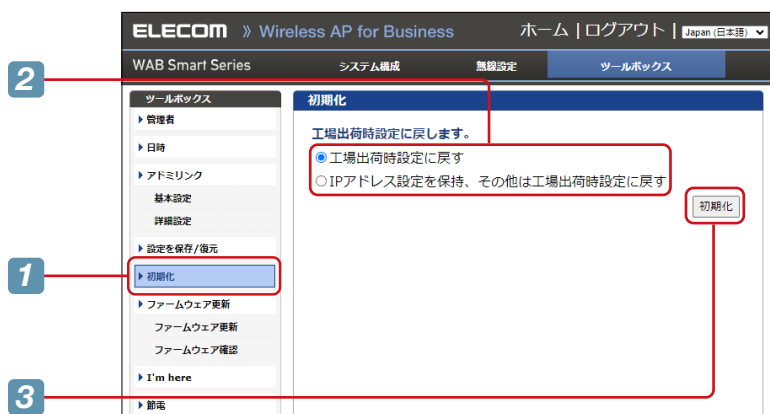 ELECOM » Wireless AP for Business ホーム | ログアウト | Japan (日本語)
WAB Smart Series システム構成 無線設定 ツールボックス
ツールボックス
管理者
日時
アドミリンク
基本設定
詳細設定
設定を保存/復元
1
初期化
ファームウェア更新
ファームウェア更新
ファームウェア確認
I'm here
節電
初期化
工場出荷時設定に戻します。
2
工場出荷時設定に戻す
IPアドレス設定を保持、その他は工場出荷時設定に戻す
初期化
3